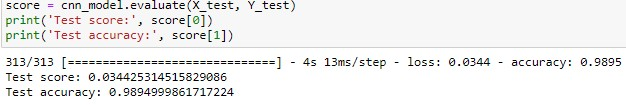 score = cnn_model.evaluate(X_test, Y_test)
print('Test score:', score[0])
print('Test accuracy:', score[1])
313/313 [==============================] - 4s 13ms/step - loss: 0.0344 - accuracy: 0.9895
Test score: 0.034425314515829086
Test accuracy: 0.9894999861717224